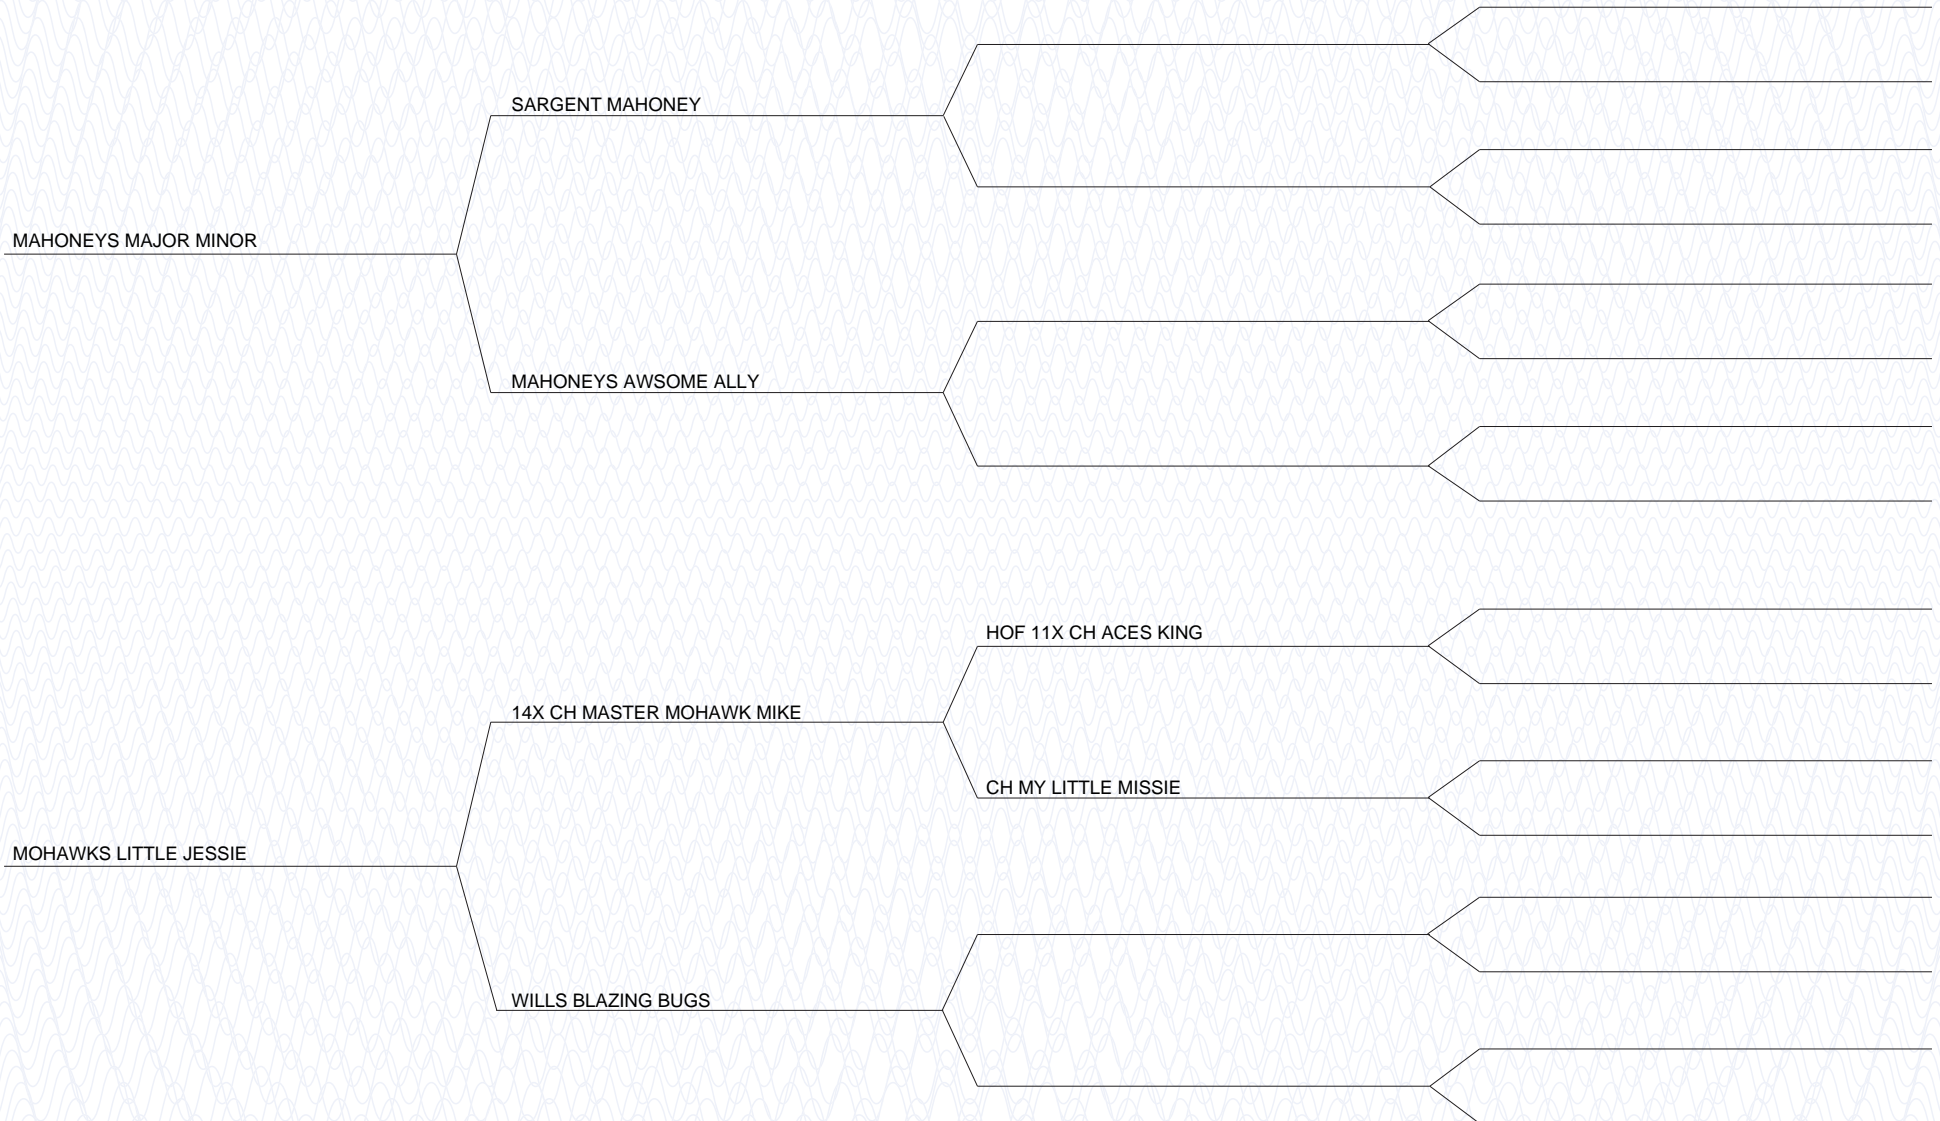 SARGENT MAHONEY
MAHONEYS MAJOR MINOR
MAHONEYS AWSOME ALLY
HOF 11X CH ACES KING
14X CH MASTER MOHAWK MIKE
CH MY LITTLE MISSIE
MOHAWKS LITTLE JESSIE
WILLS BLAZING BUGS